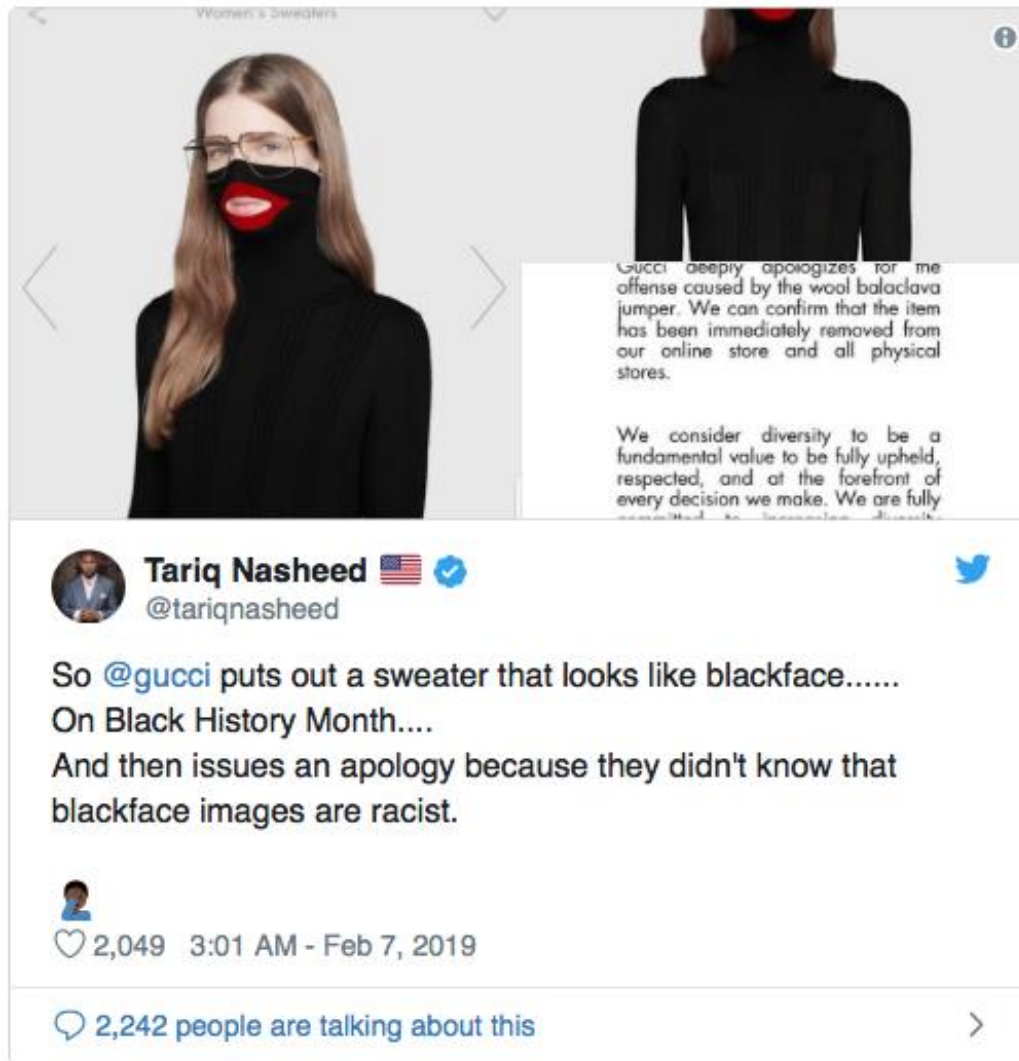 Women's Sweaters
Gucci deeply apologizes for the
offense caused by the wool balaclava
jumper. We can confirm that the item
has been immediately removed from
our online store and all physical
stores.
We consider diversity to be a
fundamental value to be fully upheld,
respected, and at the forefront of
every decision we make. We are fully
committed to increasing diversity
Tariq Nasheed
@tariqnasheed
So @gucci puts out a sweater that looks like blackface......
On Black History Month....
And then issues an apology because they didn't know that
blackface images are racist.
2,049 3:01 AM - Feb 7, 2019
2,242 people are talking about this